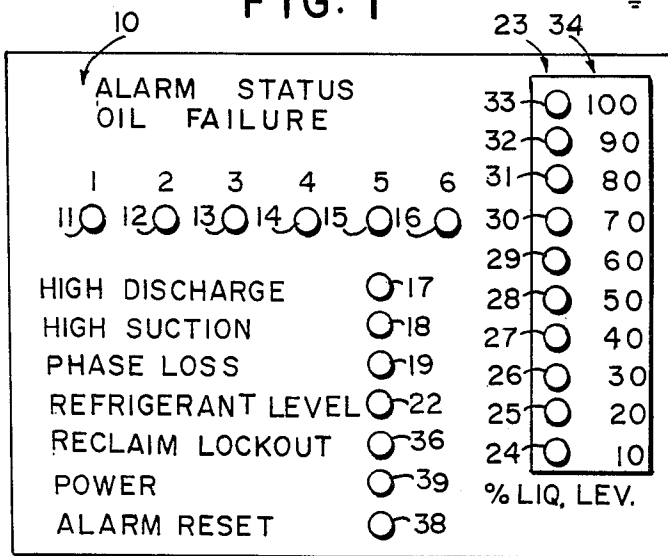 FIG. 1
10
23 34
ALARM STATUS
OIL FAILURE
1 2 3 4 5 6
11 12 13 14 15 16
HIGH DISCHARGE 17
HIGH SUCTION 18
PHASE LOSS 19
REFRIGERANT LEVEL 22
RECLAIM LOCKOUT 36
POWER 39
ALARM RESET 38
33 100
32 90
31 80
30 70
29 60
28 50
27 40
26 30
25 20
24 10
% LIQ. LEV.